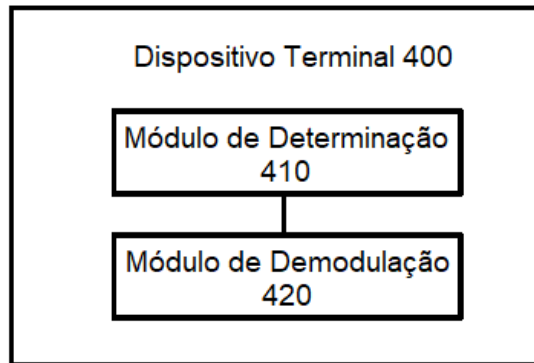 Dispositivo Terminal 400
Módulo de Determinação
410
Módulo de Demodulação
420